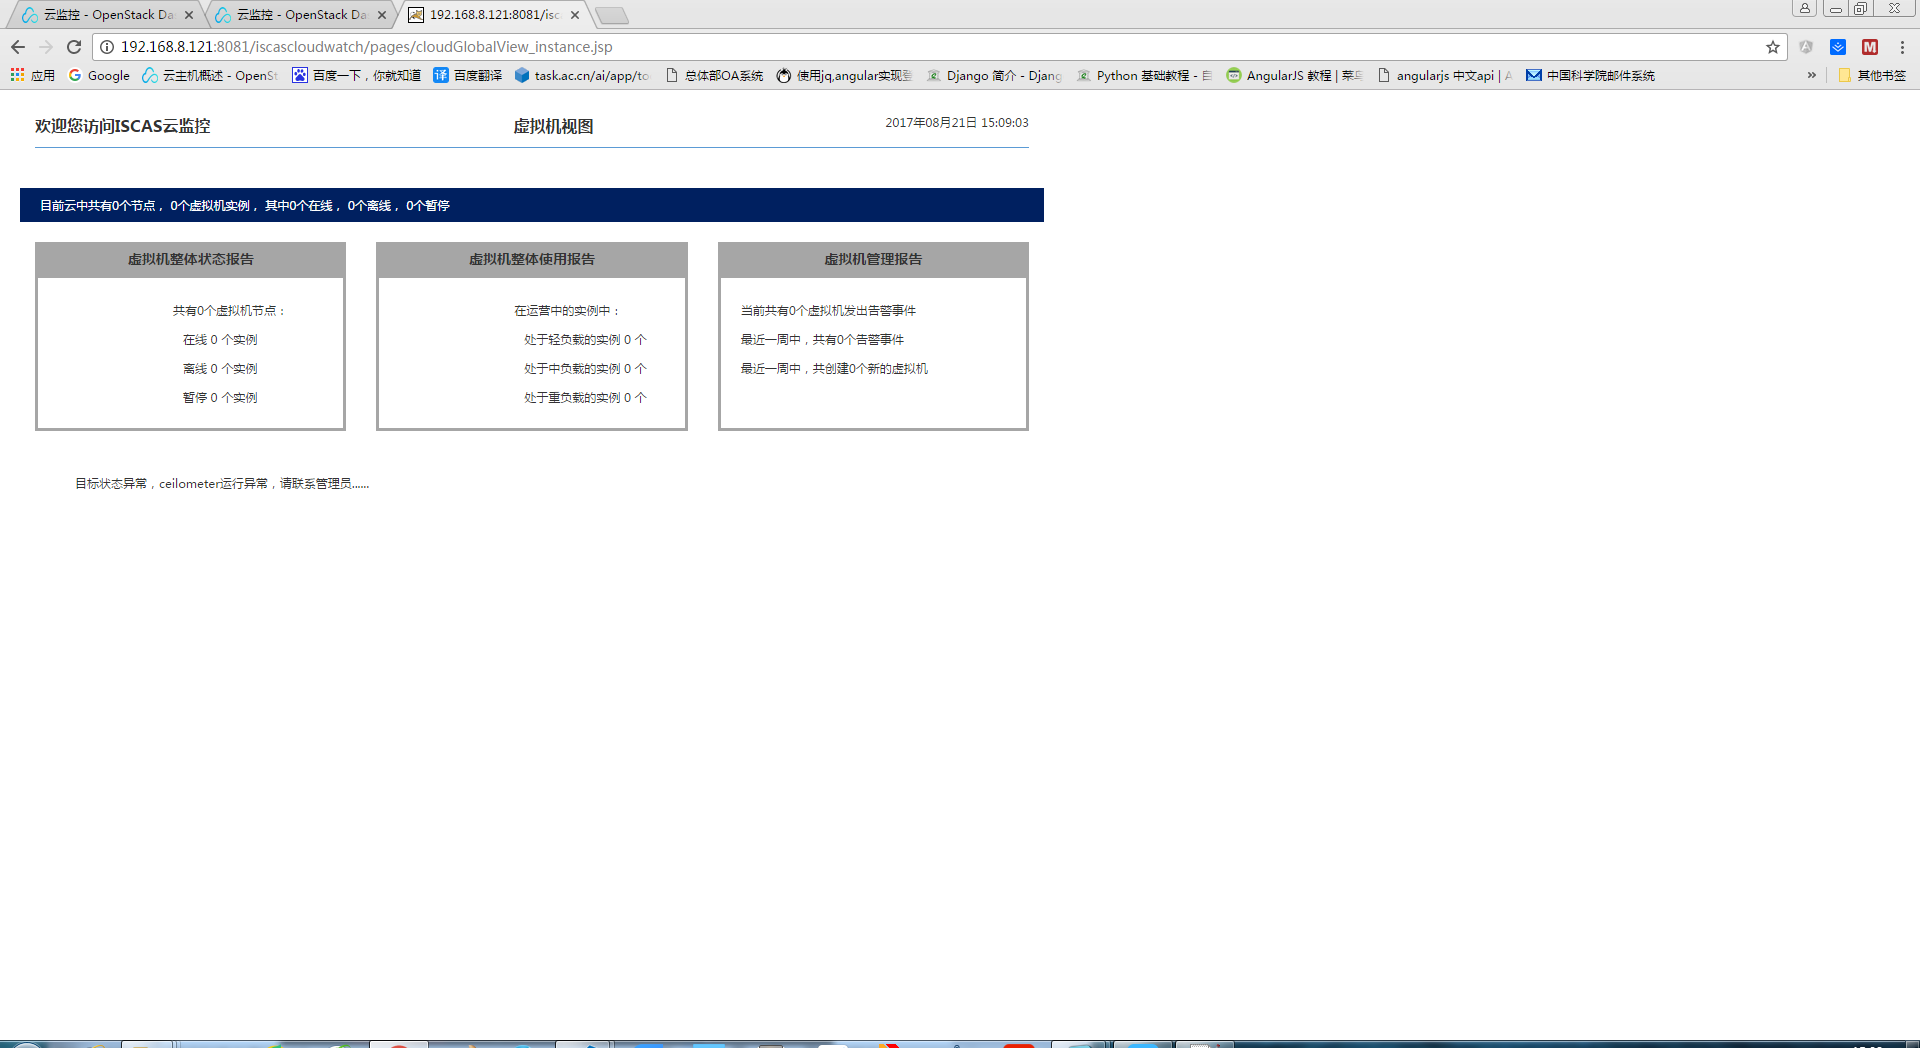 云监控 - OpenStack Da
云监控 - OpenStack Da
192.168.8.121:8081/isc
192.168.8.121:8081/iscascloudwatch/pages/cloudGlobalView_instance.jsp
应用
Google
云主机概述 - OpenSt
百度一下，你就知道
译 百度翻译
task.ac.cn/ai/app/to
总体部OA系统
使用jq,angular实现登
Django 简介 - Djang
Python 基础教程 - 自
AngularJS 教程 | 菜鸟
angularjs 中文api | A
中国科学院邮件系统
»
其他书签
欢迎您访问ISCAS云监控
虚拟机视图
2017年08月21日 15:09:03
目前云中共有0个节点， 0个虚拟机实例， 其中0个在线， 0个离线， 0个暂停
虚拟机整体状态报告
共有0个虚拟机节点：
在线 0 个实例
离线 0 个实例
暂停 0 个实例
虚拟机整体使用报告
在运营中的实例中：
处于轻负载的实例 0 个
处于中负载的实例 0 个
处于重负载的实例 0 个
虚拟机管理报告
当前共有0个虚拟机发出告警事件
最近一周中，共有0个告警事件
最近一周中，共创建0个新的虚拟机
目标状态异常，ceilometer运行异常，请联系管理员......